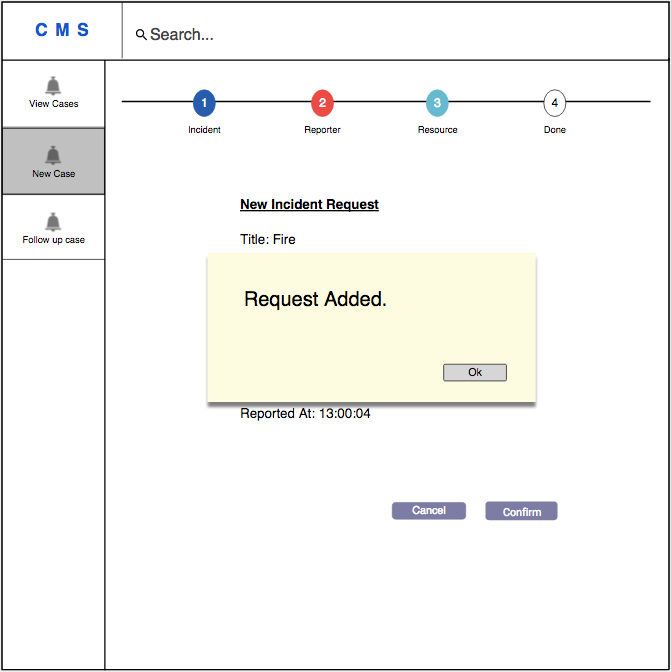 C M S
Search...
View Cases
New Case
Follow up case
1
2
3
4
Incident
Reporter
Resource
Done
New Incident Request
Title: Fire
Request Added.
Ok
Reported At: 13:00:04
Cancel
Confirm